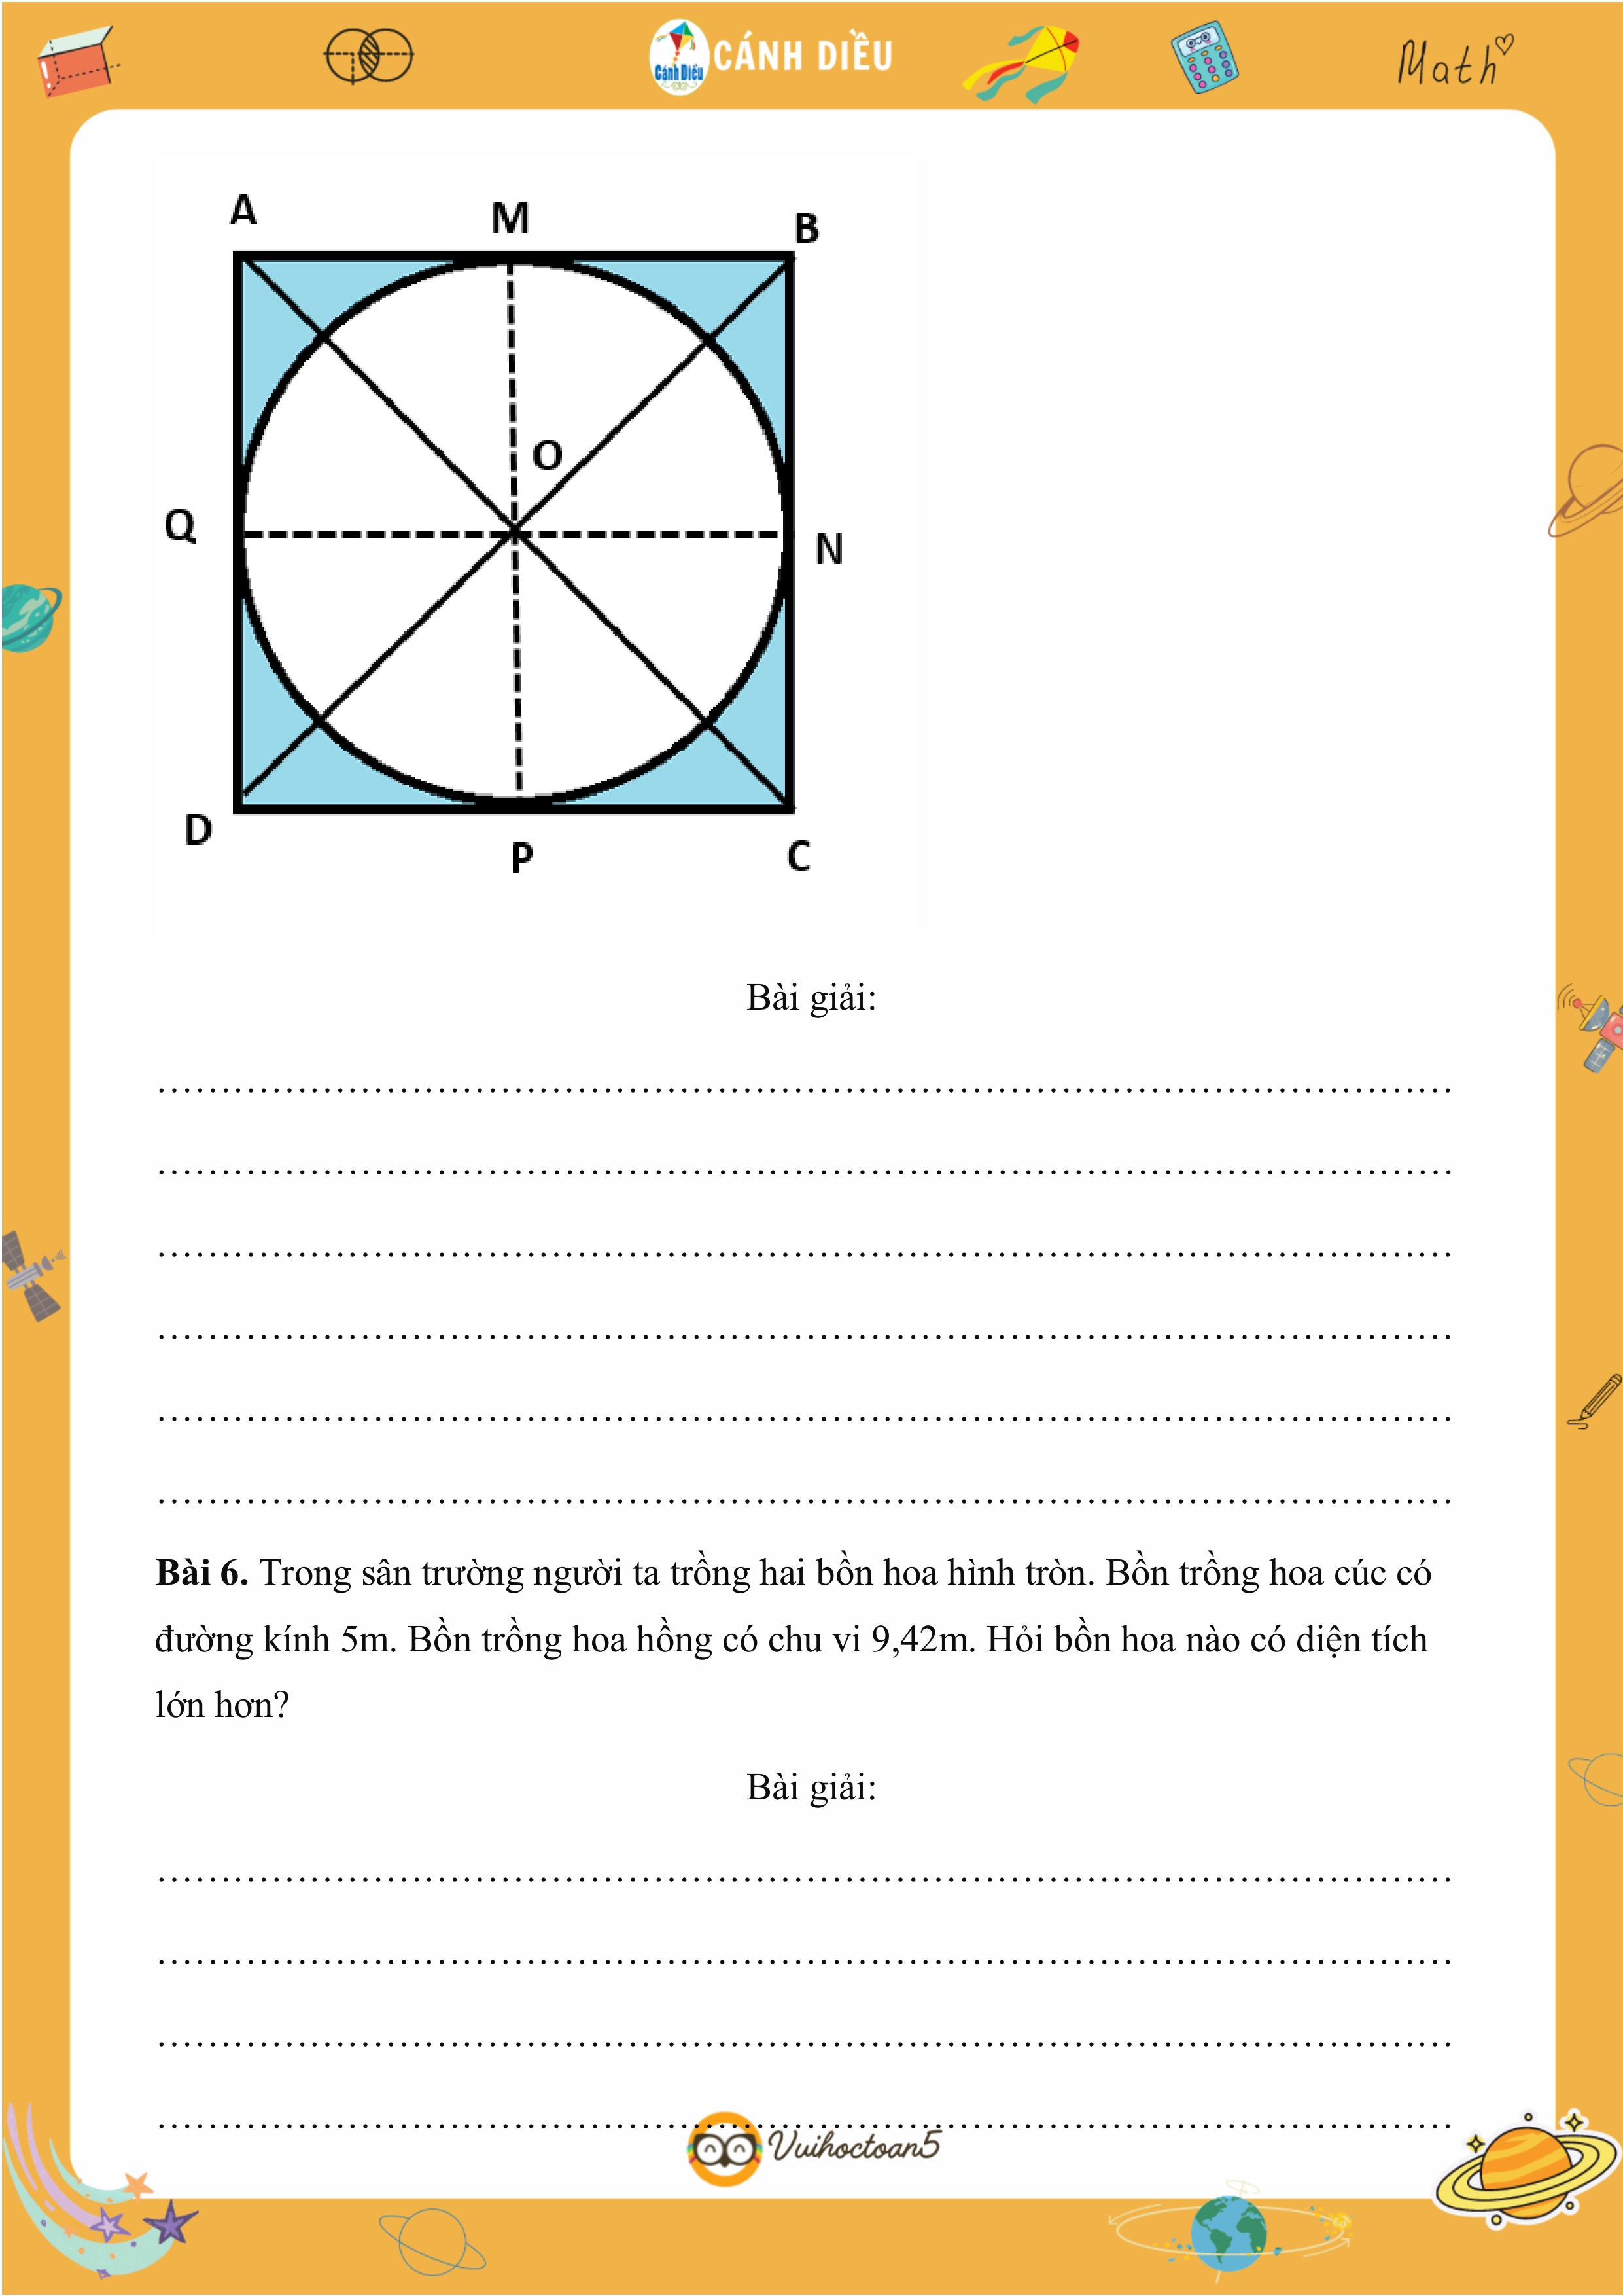 Cánh Diều CÁNH DIỀU Math
A M B
O
Q N
D P C
Bài giải:
Bài 6. Trong sân trường người ta trồng hai bồn hoa hình tròn. Bồn trồng hoa cúc có
đường kính 5m. Bồn trồng hoa hồng có chu vi 9,42m. Hỏi bồn hoa nào có diện tích
lớn hơn?
Bài giải:
Vuihoctoan5